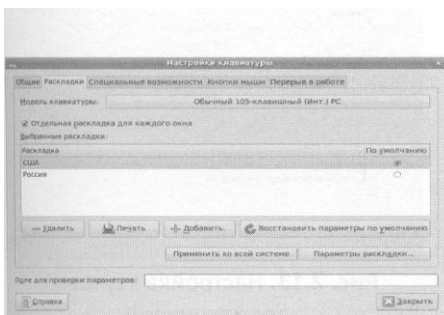 Настройки клавиатуры
Общие Раскладки Специальные возможности Кнопки мыши Перерыв в работе
Модель клавиатуры: Обычный 105-клавишный (Инт.) PC
Отдельная раскладка для каждого окна
Выбранные раскладки:
Раскладка По умолчанию
США
Россия
Удалить Печать Добавить... Восстановить параметры по умолчанию
Применить ко всей системе Параметры раскладки...
Поле для проверки параметров:
Справка Закрыть